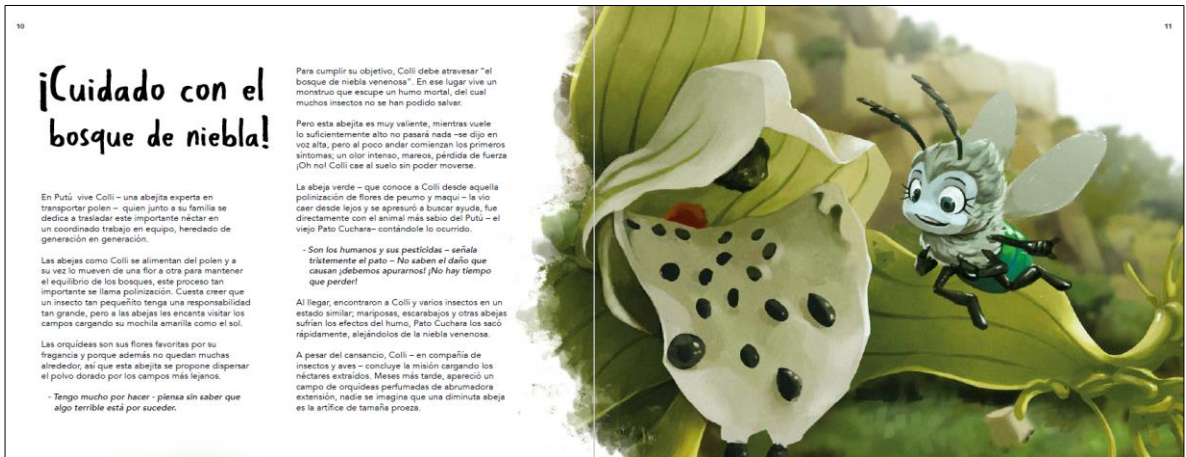 10
¡Cuidado con el
bosque de niebla!
En Putú vive Colli – una abejita experta en
transportar polen – quien junto a su familia se
dedica a trasladar este importante néctar en
un coordinado trabajo en equipo, heredado de
generación en generación.
Las abejas como Colli se alimentan del polen y a
su vez lo mueven de una flor a otra para mantener
el equilibrio de los bosques, este proceso tan
importante se llama polinización. Cuesta creer que
un insecto tan pequeñito tenga una responsabilidad
tan grande, pero a las abejas les encanta visitar los
campos cargando su mochila amarilla como el sol.
Las orquídeas son sus flores favoritas por su
fragancia y porque además no quedan muchas
alrededor, así que esta abejita se propone dispersar
el polvo dorado por los campos más lejanos.
- Tengo mucho por hacer - piensa sin saber que
algo terrible está por suceder.
Para cumplir su objetivo, Colli debe atravesar "el
bosque de niebla venenosa". En ese lugar vive un
monstruo que escupe un humo mortal, del cual
muchos insectos no se han podido salvar.
Pero esta abejita es muy valiente, mientras vuele
lo suficientemente alto no pasará nada –se dijo en
voz alta, pero al poco andar comienzan los primeros
síntomas; un olor intenso, mareos, pérdida de fuerza
¡Oh no! Colli cae al suelo sin poder moverse.
La abeja verde – que conoce a Colli desde aquella
polinización de flores de peumo y maqui – la vio
caer desde lejos y se apresuró a buscar ayuda, fue
directamente con el animal más sabio del Putú – el
viejo Pato Cuchara– contándole lo ocurrido.
- Son los humanos y sus pesticidas – señala
tristemente el pato – No saben el daño que
causan ¡debemos apurarnos! ¡No hay tiempo
que perder!
Al llegar, encontraron a Colli y varios insectos en un
estado similar; mariposas, escarabajos y otras abejas
sufrían los efectos del humo, Pato Cuchara los sacó
rápidamente, alejándolos de la niebla venenosa.
A pesar del cansancio, Colli – en compañía de
insectos y aves – concluye la misión cargando los
néctares extraídos. Meses más tarde, apareció un
campo de orquídeas perfumadas de abrumadora
extensión, nadie se imagina que una diminuta abeja
es la artífice de tamaña proeza.
11